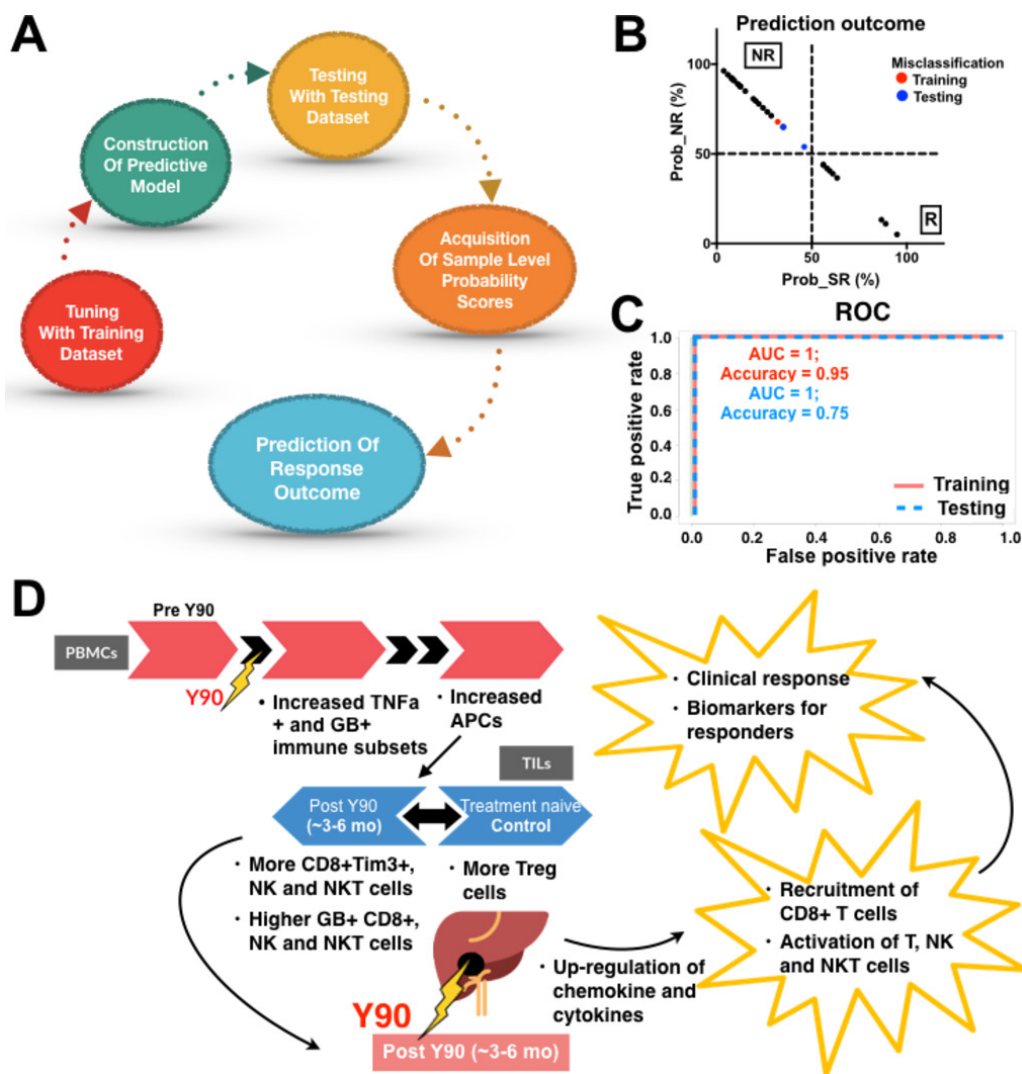 A
Tuning
With Training
Dataset
Construction
Of Predictive
Model
Testing
With Testing
Dataset
Acquisition
Of Sample Level
Probability
Scores
Prediction Of
Response
Outcome
B
Prediction outcome
NR
Misclassification
Training
Testing
100
50
0
Prob_NR (%)
R
0
50
100
Prob_SR (%)
C
ROC
AUC = 1;
Accuracy = 0.95
AUC = 1;
Accuracy = 0.75
Training
Testing
1.0
0.8
0.6
0.4
0.2
0.0
True positive rate
0.0
0.2
0.4
0.6
0.8
1.0
False positive rate
D
Pre Y90
PBMCs
Y90
· Increased TNFa
+ and GB+
immune subsets
· Increased
APCs
TILs
Post Y90
(~3-6 mo)
Treatment naive
Control
· More CD8+Tim3+,
NK and NKT cells
· Higher GB+ CD8+,
NK and NKT cells
· More Treg
cells
Y90
Post Y90 (~3-6 mo)
· Up-regulation of
chemokine and
cytokines
· Recruitment of
CD8+ T cells
· Activation of T, NK
and NKT cells
· Clinical response
· Biomarkers for
responders